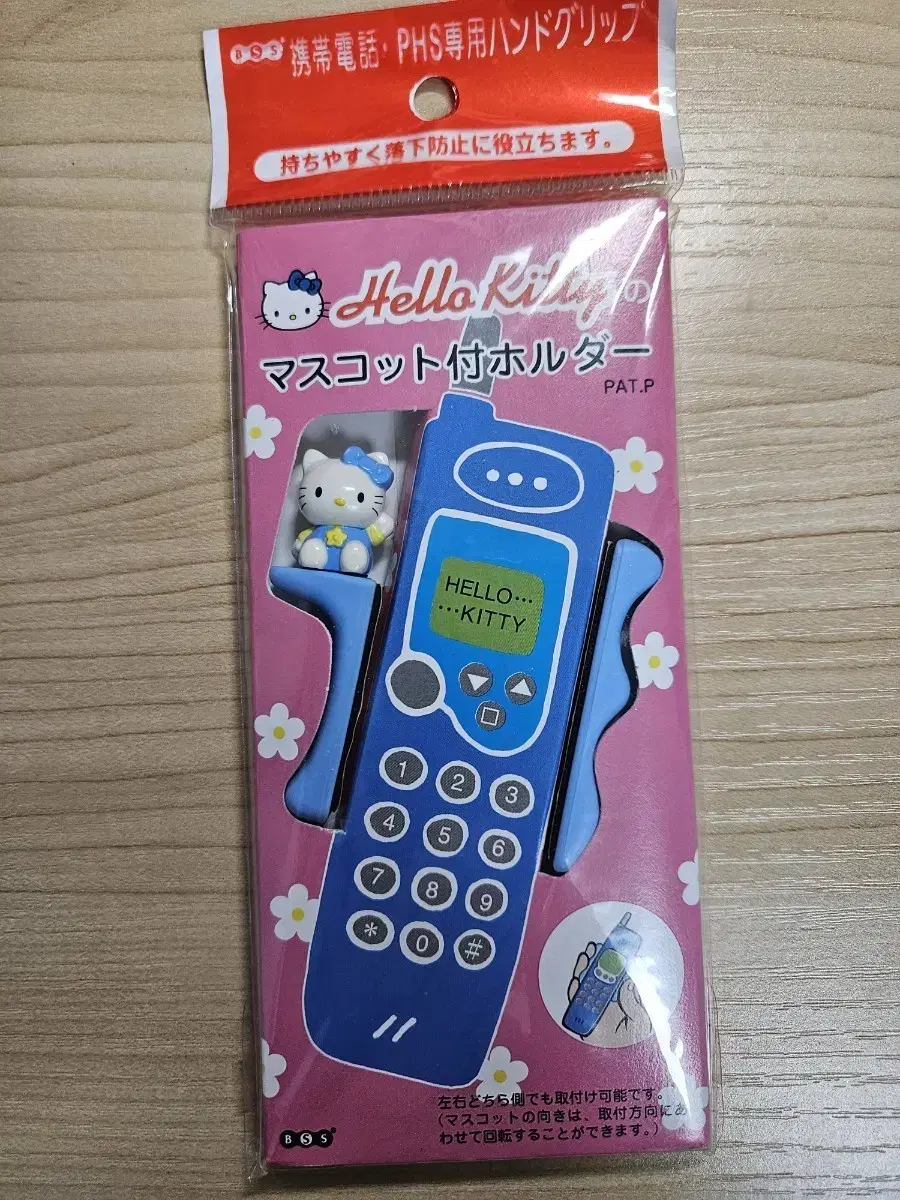 BSS 携帯電話・PHS専用ハンドグリップ
持ちやすく落下防止に役立ちます。
Hello Kittyの
マスコット付ホルダー
PAT.P
HELLO…
…KITTY
1 2 3
4 5 6
7 8 9
* 0 #
左右どちら側でも取付け可能です。
(マスコットの向きは、取付方向にあ
わせて回転することができます。)
BSS